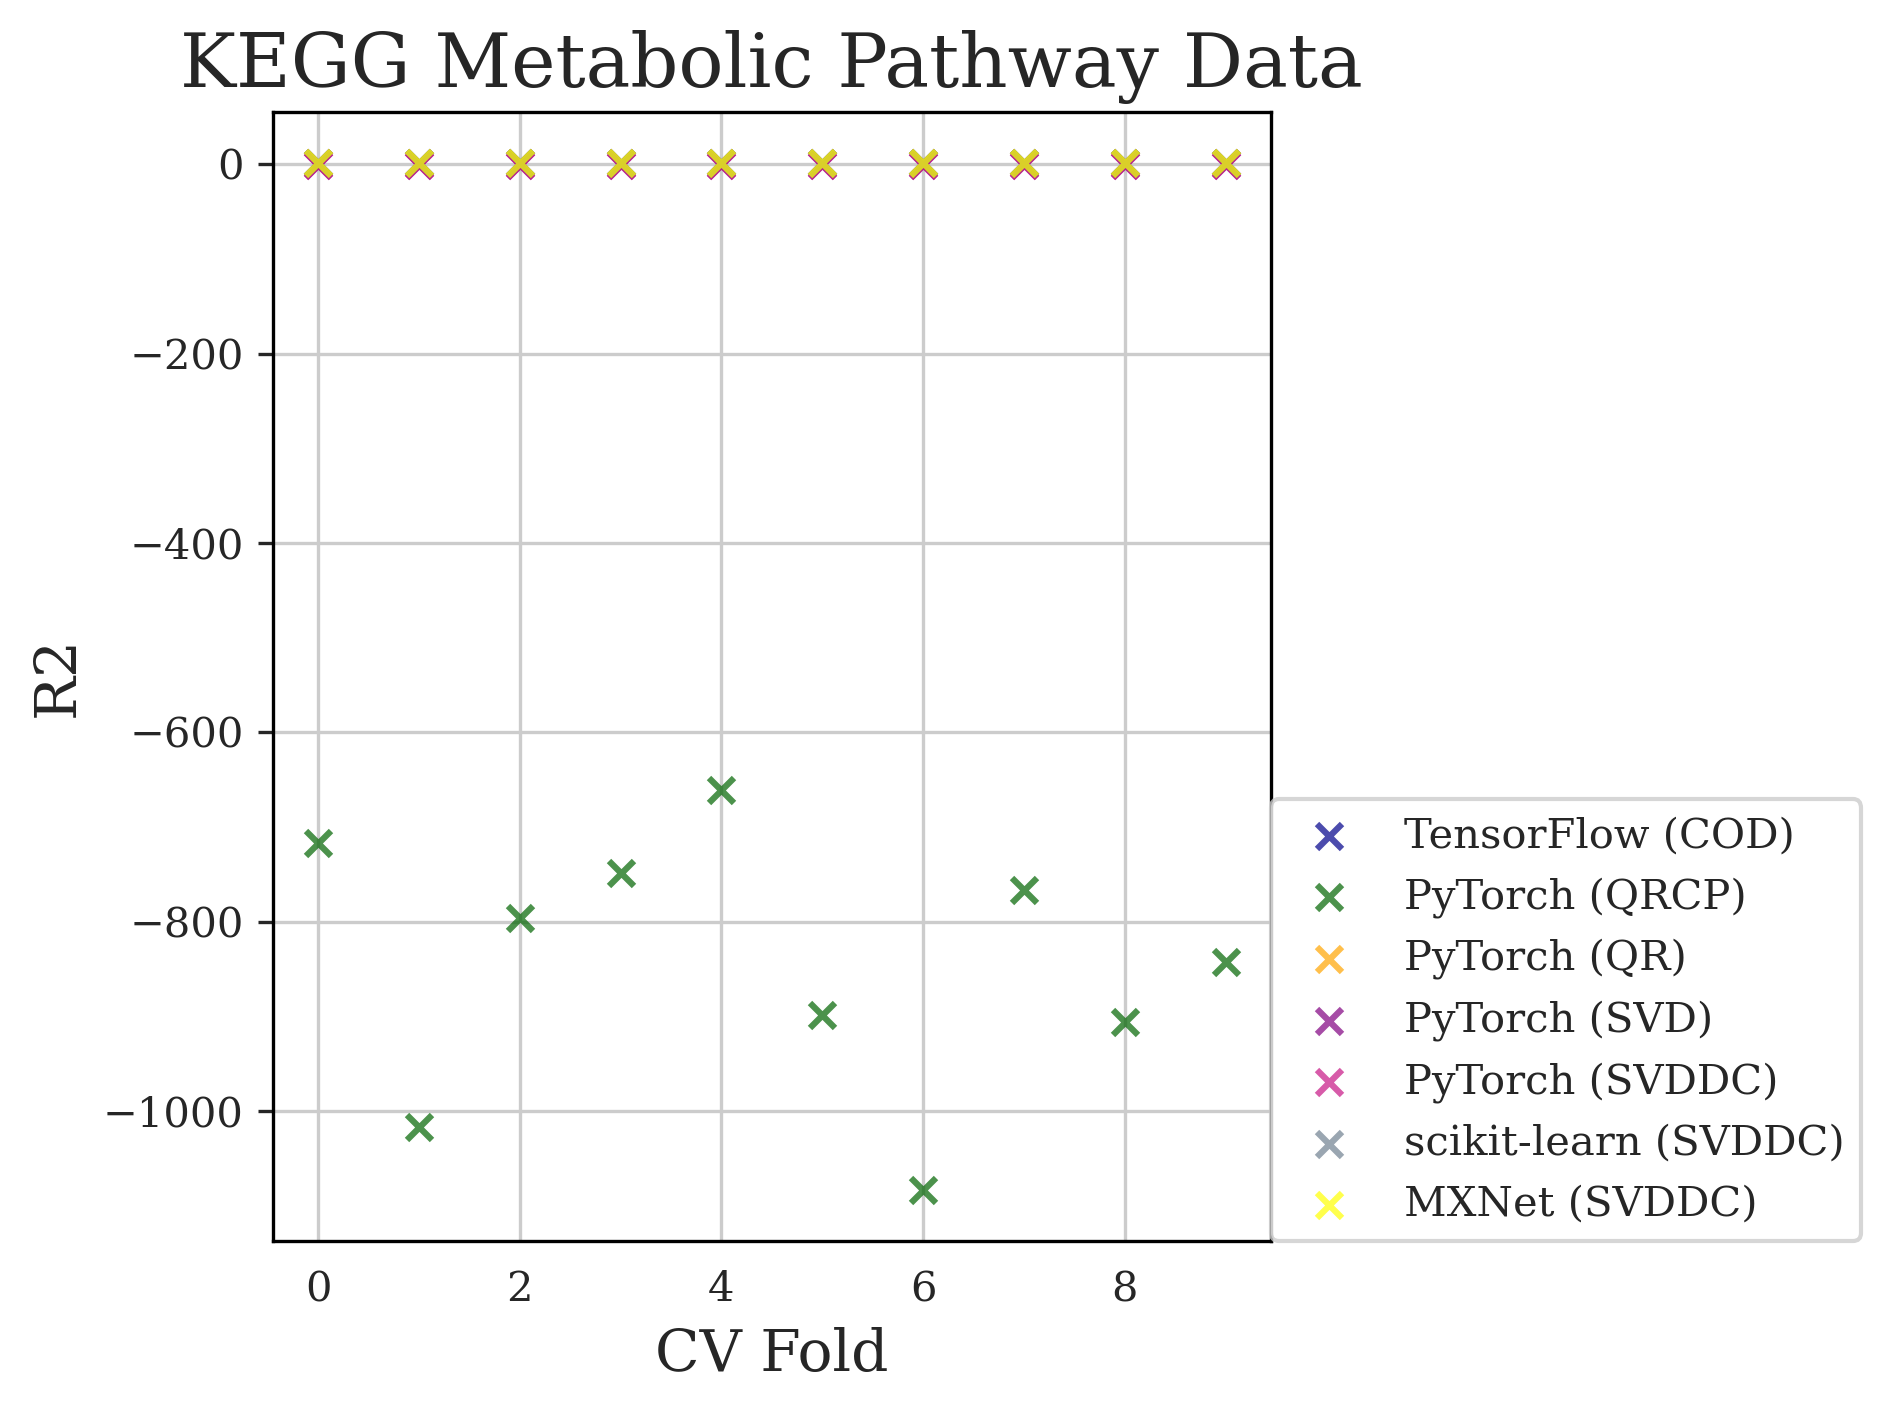 KEGG Metabolic Pathway Data
R2
0
−200
−400
−600
−800
−1000
0 2 4 6 8
CV Fold
TensorFlow (COD)
PyTorch (QRCP)
PyTorch (QR)
PyTorch (SVD)
PyTorch (SVDDC)
scikit-learn (SVDDC)
MXNet (SVDDC)